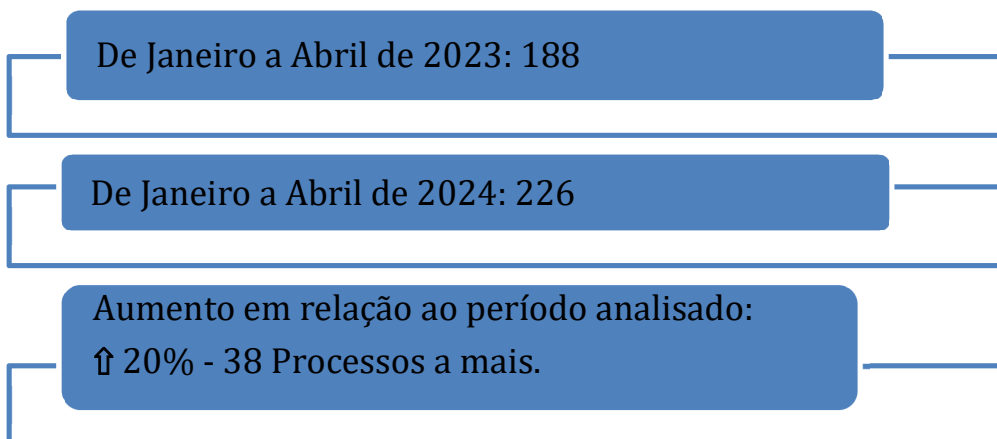 De Janeiro a Abril de 2023: 188
De Janeiro a Abril de 2024: 226
Aumento em relação ao período analisado:
⇧ 20% - 38 Processos a mais.